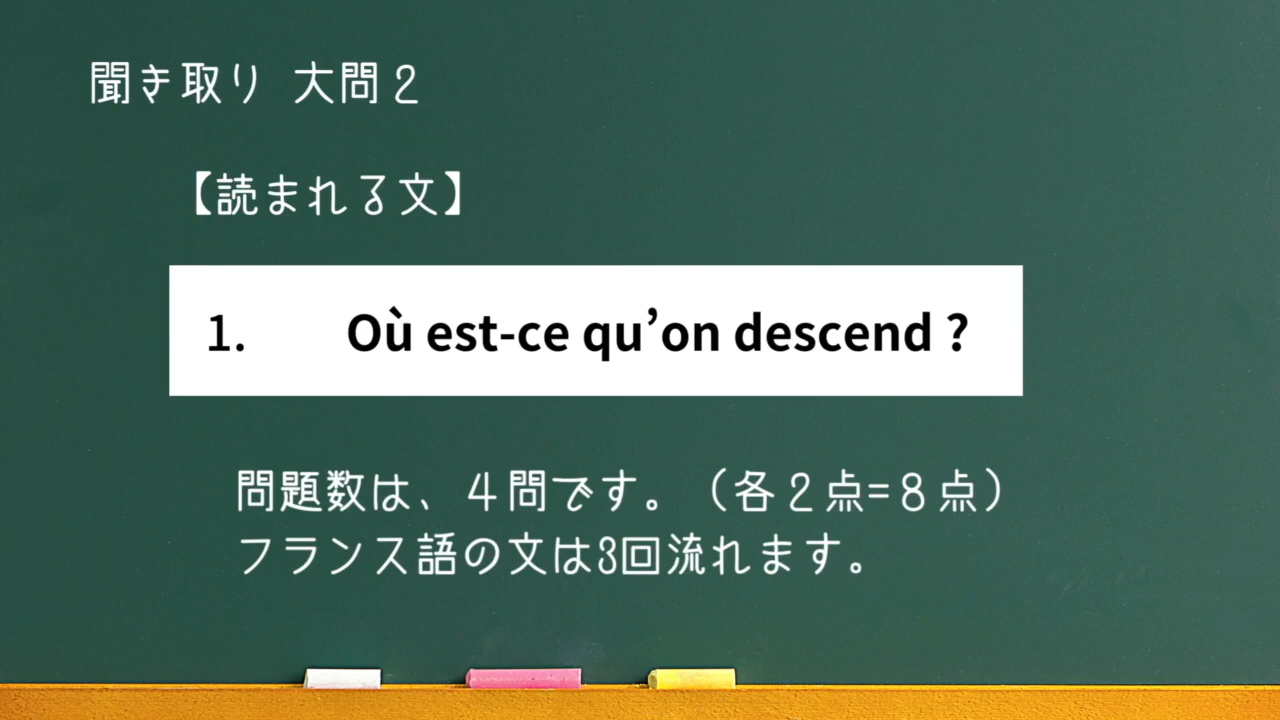 聞き取り 大問２
【読まれる文】
1. Où est-ce qu’on descend ?
問題数は、４問です。（各２点=８点）
フランス語の文は3回流れます。